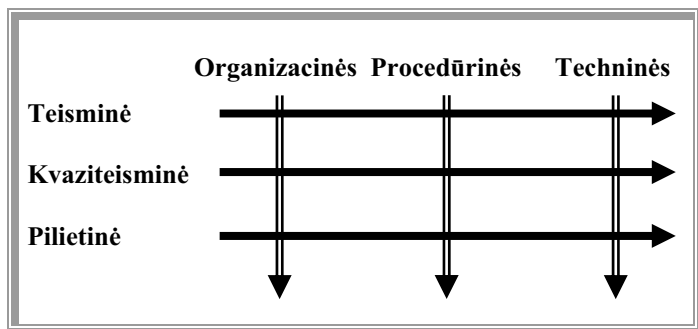 Organizacinės Procedūrinės Techninės
Teisminė
Kvaziteisminė
Pilietinė